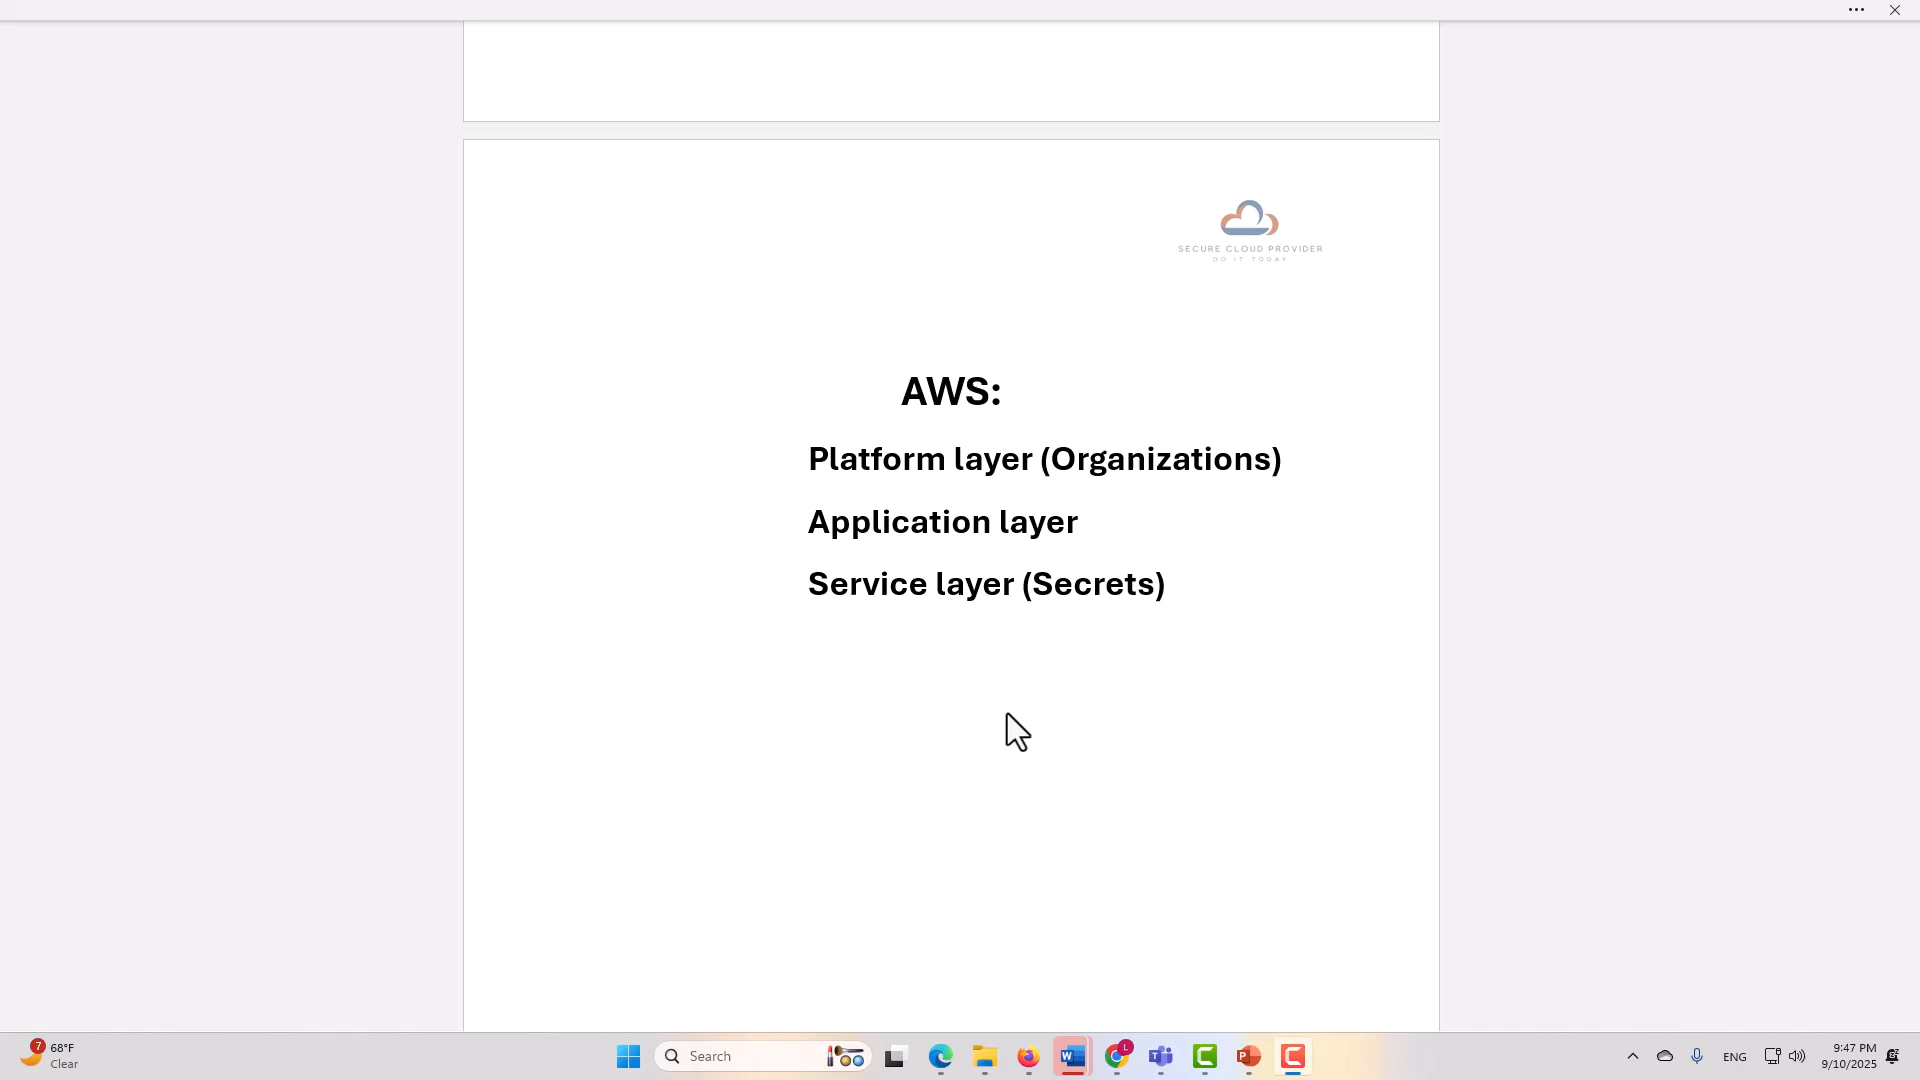 SECURE CLOUD PROVIDER
DO IT TODAY
AWS:
Platform layer (Organizations)
Application layer
Service layer (Secrets)
7
68°F
Clear
Search
L
ENG
9:47 PM
9/10/2025